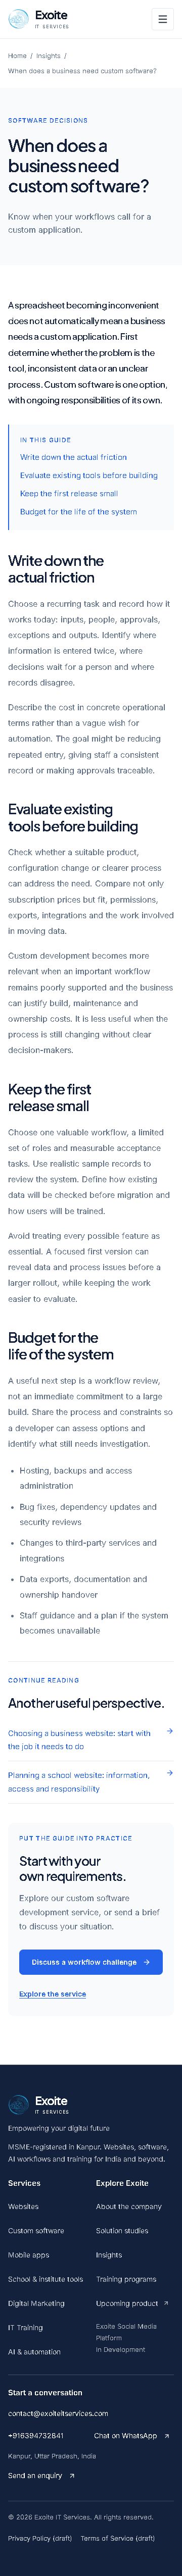 Exoite
IT SERVICES
Home / Insights /
When does a business need custom software?
SOFTWARE DECISIONS
When does a
business need
custom software?
Know when your workflows call for a
custom application.
A spreadsheet becoming inconvenient
does not automatically mean a business
needs a custom application. First
determine whether the problem is the
tool, inconsistent data or an unclear
process. Custom software is one option,
with ongoing responsibilities of its own.
IN THIS GUIDE
Write down the actual friction
Evaluate existing tools before building
Keep the first release small
Budget for the life of the system
Write down the
actual friction
Choose a recurring task and record how it
works today: inputs, people, approvals,
exceptions and outputs. Identify where
information is entered twice, where
decisions wait for a person and where
records disagree.
Describe the cost in concrete operational
terms rather than a vague wish for
automation. The goal might be reducing
repeated entry, giving staff a consistent
record or making approvals traceable.
Evaluate existing
tools before building
Check whether a suitable product,
configuration change or clearer process
can address the need. Compare not only
subscription prices but fit, permissions,
exports, integrations and the work involved
in moving data.
Custom development becomes more
relevant when an important workflow
remains poorly supported and the business
can justify build, maintenance and
ownership costs. It is less useful when the
process is still changing without clear
decision-makers.
Keep the first
release small
Choose one valuable workflow, a limited
set of roles and measurable acceptance
tasks. Use realistic sample records to
review the system. Define how existing
data will be checked before migration and
how users will be trained.
Avoid treating every possible feature as
essential. A focused first version can
reveal data and process issues before a
larger rollout, while keeping the work
easier to evaluate.
Budget for the
life of the system
A useful next step is a workflow review,
not an immediate commitment to a large
build. Share the process and constraints so
a developer can assess options and
identify what still needs investigation.
• Hosting, backups and access
administration
• Bug fixes, dependency updates and
security reviews
• Changes to third-party services and
integrations
• Data exports, documentation and
ownership handover
• Staff guidance and a plan if the system
becomes unavailable
CONTINUE READING
Another useful perspective.
Choosing a business website: start with →
the job it needs to do
Planning a school website: information, →
access and responsibility
PUT THE GUIDE INTO PRACTICE
Start with your
own requirements.
Explore our custom software
development service, or send a brief
to discuss your situation.
Discuss a workflow challenge →
Explore the service
Exoite
IT SERVICES
Empowering your digital future
MSME-registered in Kanpur. Websites, software,
AI workflows and training for India and beyond.
Services
Websites
Custom software
Mobile apps
School & institute tools
Digital Marketing
IT Training
AI & automation
Explore Exoite
About the company
Solution studies
Insights
Training programs
Upcoming product ↗
Exoite Social Media
Platform
In Development
Start a conversation
contact@exoiteitservices.com
+916394732841 Chat on WhatsApp ↗
Kanpur, Uttar Pradesh, India
Send an enquiry ↗
© 2026 Exoite IT Services. All rights reserved.
Privacy Policy (draft) Terms of Service (draft)